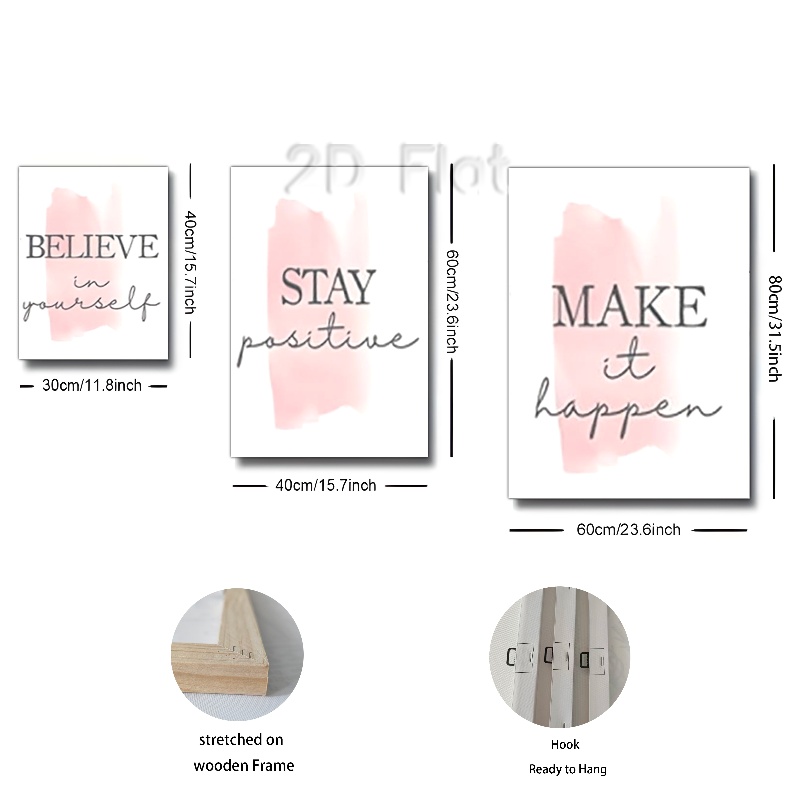 2D Flat
BELIEVE
in
yourself
40cm/15.7inch
30cm/11.8inch
STAY
positive
60cm/23.6inch
40cm/15.7inch
MAKE
it
happen
80cm/31.5inch
60cm/23.6inch
stretched on
wooden Frame
Hook
Ready to Hang